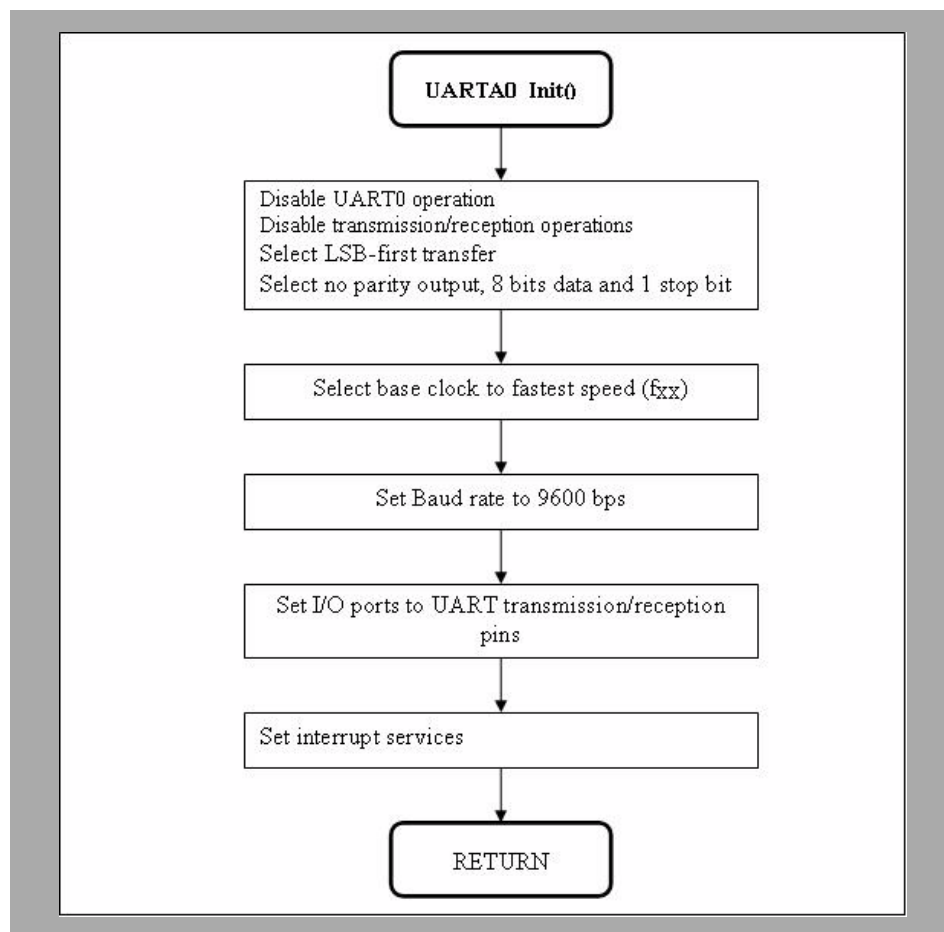 UARTA0 Init()
Disable UART0 operation
Disable transmission/reception operations
Select LSB-first transfer
Select no parity output, 8 bits data and 1 stop bit
Select base clock to fastest speed (fXX)
Set Baud rate to 9600 bps
Set I/O ports to UART transmission/reception
pins
Set interrupt services
RETURN